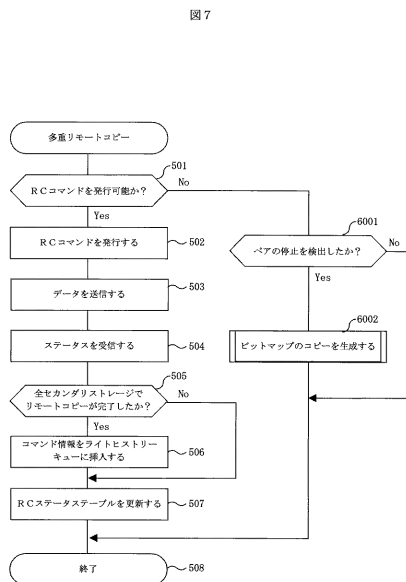 図7
多重リモートコピー
501
RCコマンドを発行可能か?
No
Yes
RCコマンドを発行する
502
データを送信する
503
ステータスを受信する
504
505
全セカンダリストレージで
リモートコピーが完了したか?
No
Yes
コマンド情報をライトヒストリー
キューに挿入する
506
RCステータステーブルを更新する
507
終了
508
6001
ペアの停止を検出したか?
No
Yes
6002
ビットマップのコピーを生成する